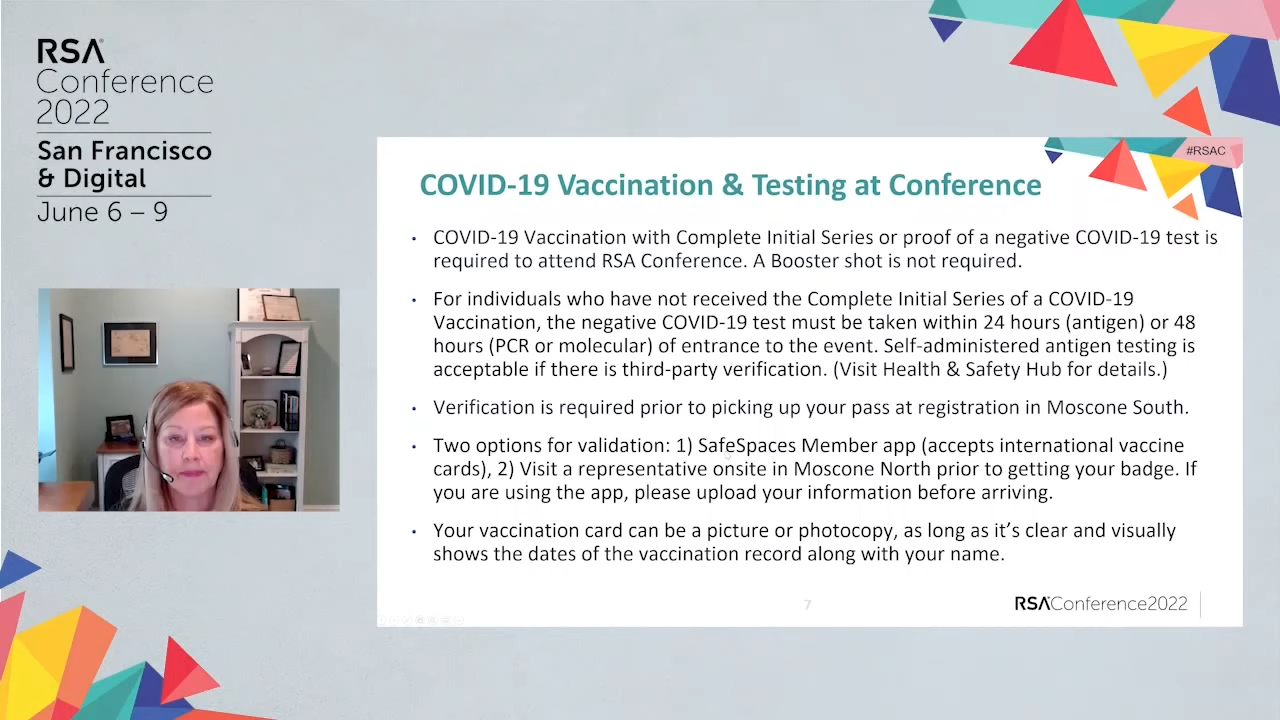 RSA
Conference
2022
San Francisco
& Digital
June 6 – 9
#RSAC
COVID-19 Vaccination & Testing at Conference
• COVID-19 Vaccination with Complete Initial Series or proof of a negative COVID-19 test is
required to attend RSA Conference. A Booster shot is not required.
• For individuals who have not received the Complete Initial Series of a COVID-19
Vaccination, the negative COVID-19 test must be taken within 24 hours (antigen) or 48
hours (PCR or molecular) of entrance to the event. Self-administered antigen testing is
acceptable if there is third-party verification. (Visit Health & Safety Hub for details.)
• Verification is required prior to picking up your pass at registration in Moscone South.
• Two options for validation: 1) SafeSpaces Member app (accepts international vaccine
cards), 2) Visit a representative onsite in Moscone North prior to getting your badge. If
you are using the app, please upload your information before arriving.
• Your vaccination card can be a picture or photocopy, as long as it's clear and visually
shows the dates of the vaccination record along with your name.
7
RSAConference2022